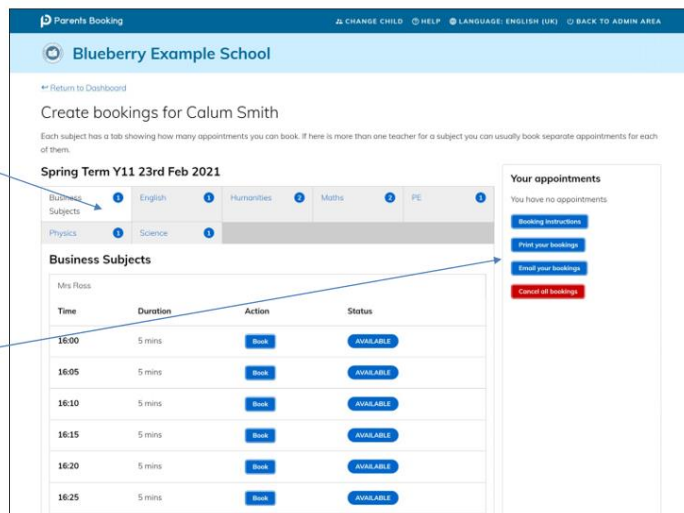 Parents Booking
CHANGE CHILD HELP LANGUAGE: ENGLISH (UK) BACK TO ADMIN AREA
Blueberry Example School
Return to Dashboard
Create bookings for Calum Smith
Each subject has a tab showing how many appointments you can book. If here is more than one teacher for a subject you can usually book separate appointments for each
of them.
Spring Term Y11 23rd Feb 2021
Business Subjects 1 English 1 Humanities 2 Maths 2 PE 1
Physics 1 Science 1
Business Subjects
Mrs Ross
Time Duration Action Status
16:00 5 mins Book AVAILABLE
16:05 5 mins Book AVAILABLE
16:10 5 mins Book AVAILABLE
16:15 5 mins Book AVAILABLE
16:20 5 mins Book AVAILABLE
16:25 5 mins Book AVAILABLE
Your appointments
You have no appointments
Booking instructions
Print your bookings
Email your bookings
Cancel all bookings